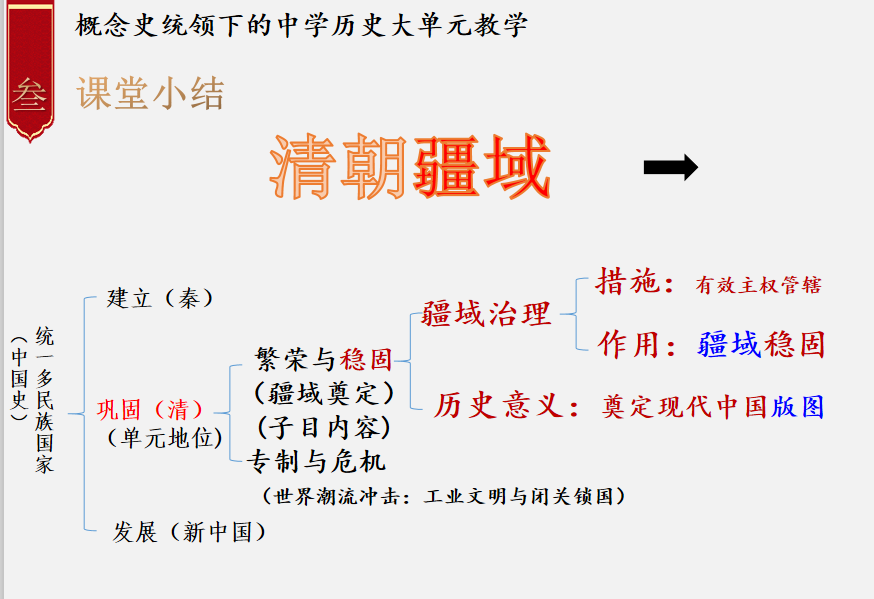 概念史统领下的中学历史大单元教学
叁
课堂小结
清朝疆域
统一多民族国家
（中国史）
建立（秦）
巩固（清）
（单元地位）
发展（新中国）
繁荣与稳固
（疆域奠定）
（子目内容）
专制与危机
（世界潮流冲击：工业文明与闭关锁国）
疆域治理
措施：有效主权管辖
作用：疆域稳固
历史意义：奠定现代中国版图